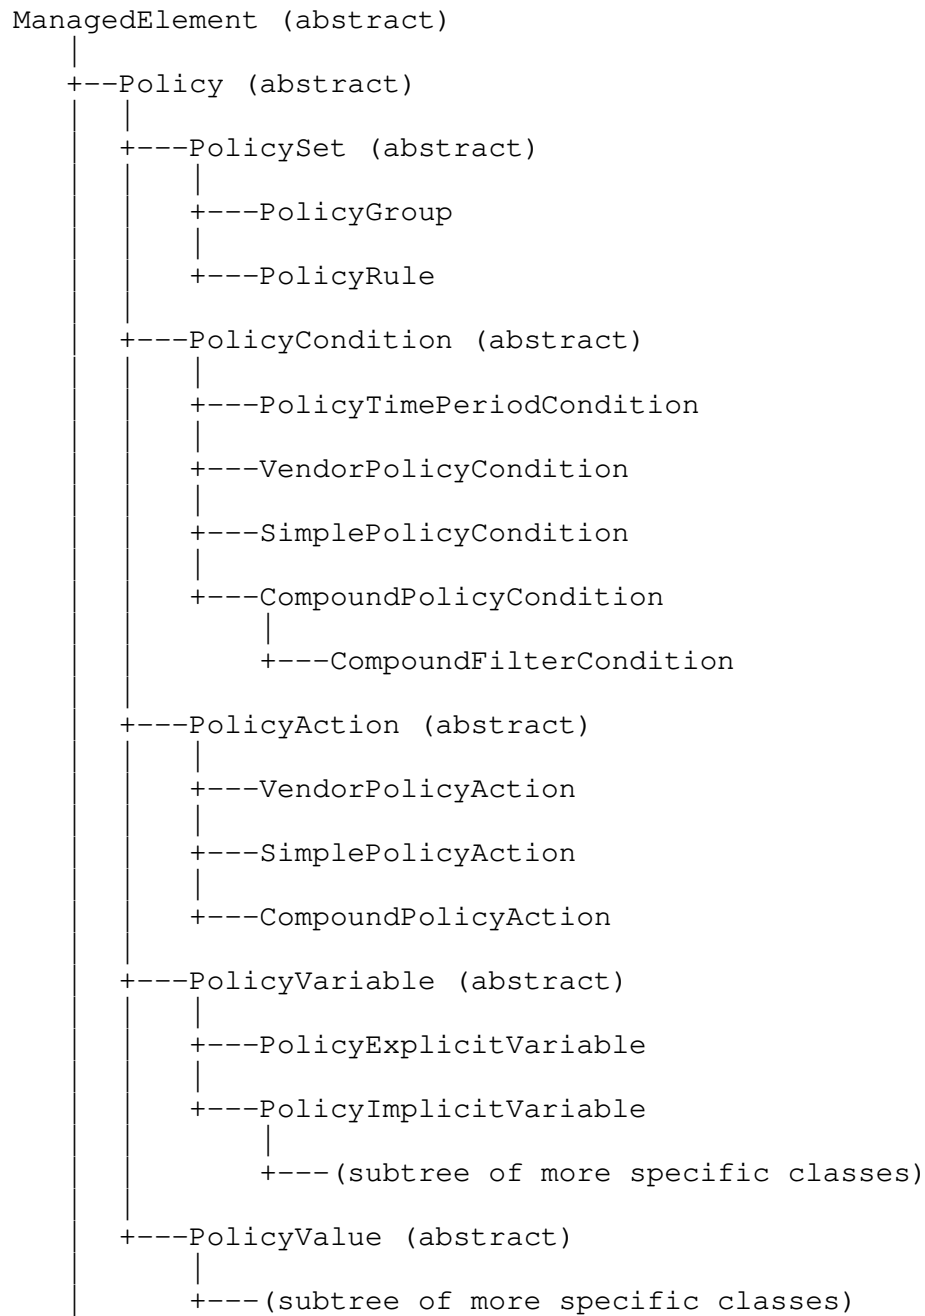 ManagedElement (abstract)
   |
   +--Policy (abstract)
   |  |
   |  +---PolicySet (abstract)
   |  |   |
   |  |   +---PolicyGroup
   |  |   |
   |  |   +---PolicyRule
   |  |
   |  +---PolicyCondition (abstract)
   |  |   |
   |  |   +---PolicyTimePeriodCondition
   |  |   |
   |  |   +---VendorPolicyCondition
   |  |   |
   |  |   +---SimplePolicyCondition
   |  |   |
   |  |   +---CompoundPolicyCondition
   |  |       |
   |  |       +---CompoundFilterCondition
   |  |
   |  +---PolicyAction (abstract)
   |  |   |
   |  |   +---VendorPolicyAction
   |  |   |
   |  |   +---SimplePolicyAction
   |  |   |
   |  |   +---CompoundPolicyAction
   |  |
   |  +---PolicyVariable (abstract)
   |  |   |
   |  |   +---PolicyExplicitVariable
   |  |   |
   |  |   +---PolicyImplicitVariable
   |  |       |
   |  |       +---(subtree of more specific classes)
   |  |
   |  +---PolicyValue (abstract)
   |      |
   |      +---(subtree of more specific classes)